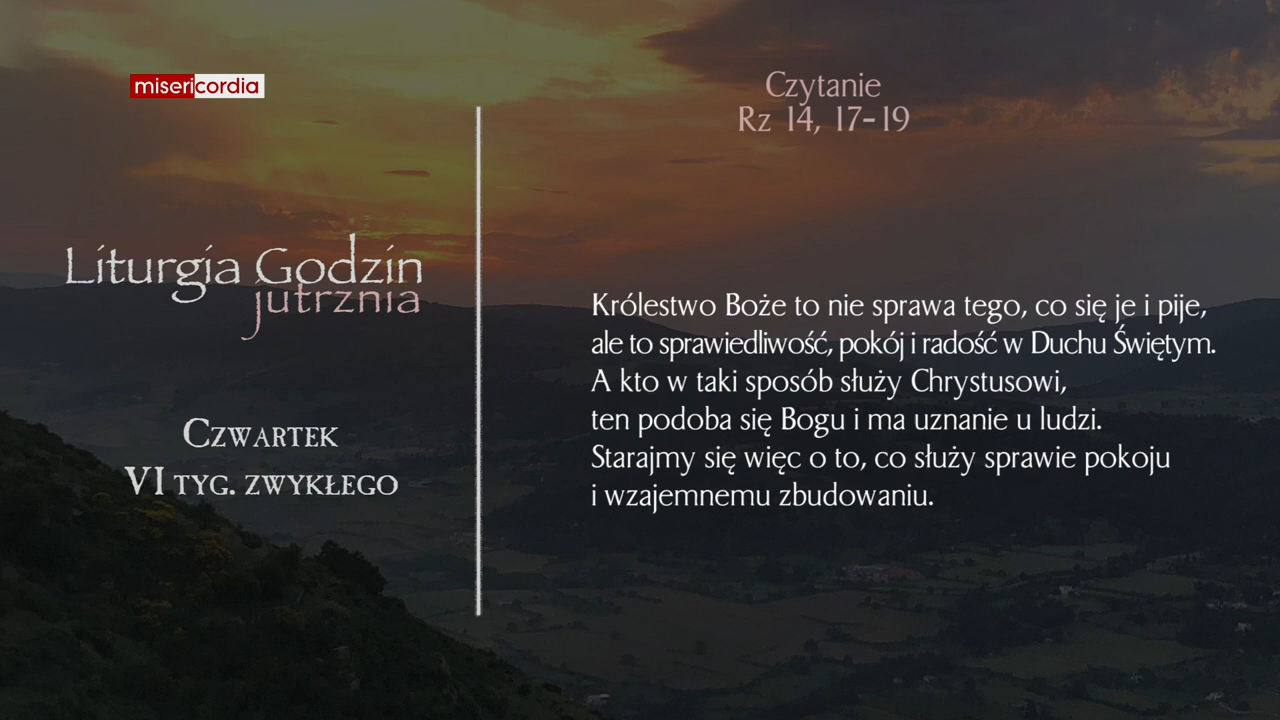 misericordia
Liturgia Godzin
jutrznia
Czwartek
VI tyg. zwykłego
Czytanie
Rz 14, 17-19
Królestwo Boże to nie sprawa tego, co się je i pije,
ale to sprawiedliwość, pokój i radość w Duchu Świętym.
A kto w taki sposób służy Chrystusowi,
ten podoba się Bogu i ma uznanie u ludzi.
Starajmy się więc o to, co służy sprawie pokoju
i wzajemnemu zbudowaniu.